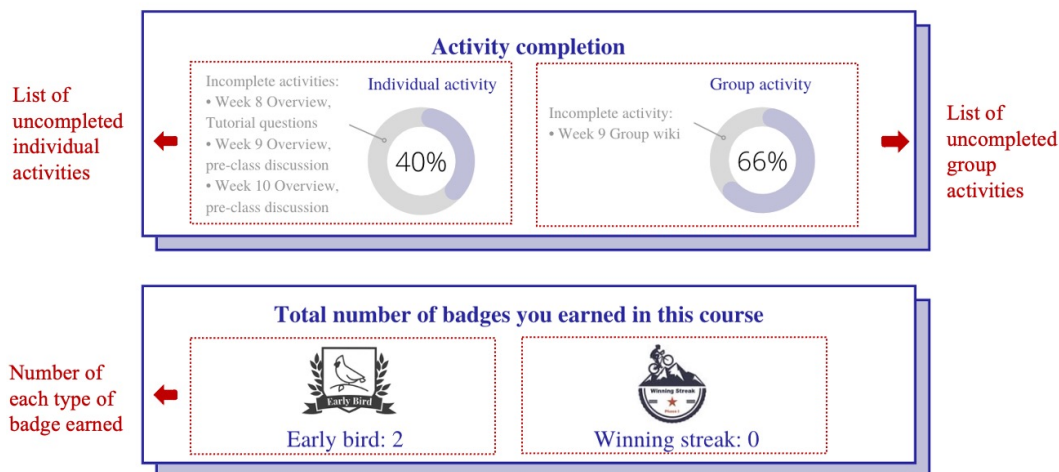 Activity completion
List of
uncompleted
individual
activities
Incomplete activities:
• Week 8 Overview,
Tutorial questions
• Week 9 Overview,
pre-class discussion
• Week 10 Overview,
pre-class discussion
Individual activity
40%
Incomplete activity:
• Week 9 Group wiki
Group activity
66%
List of
uncompleted
group
activities
Total number of badges you earned in this course
Number of
each type of
badge earned
Early Bird
Early bird: 2
Winning Streak
Winning streak: 0